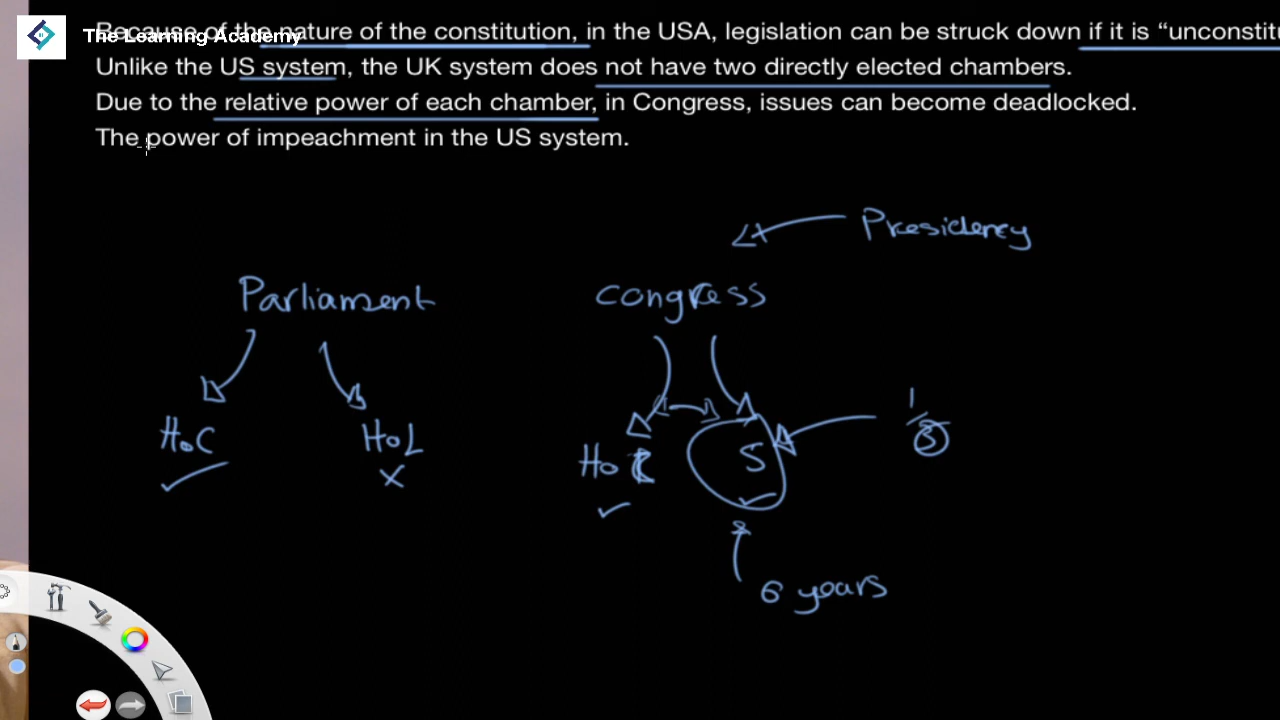 Because of the nature of the constitution, in the USA, legislation can be struck down if it is “unconstitu
The Learning Academy
Unlike the US system, the UK system does not have two directly elected chambers.
Due to the relative power of each chamber, in Congress, issues can become deadlocked.
The power of impeachment in the US system.
Presidency
Parliament
Congress
HoC
HoL
HoR
S
1/3
6 years